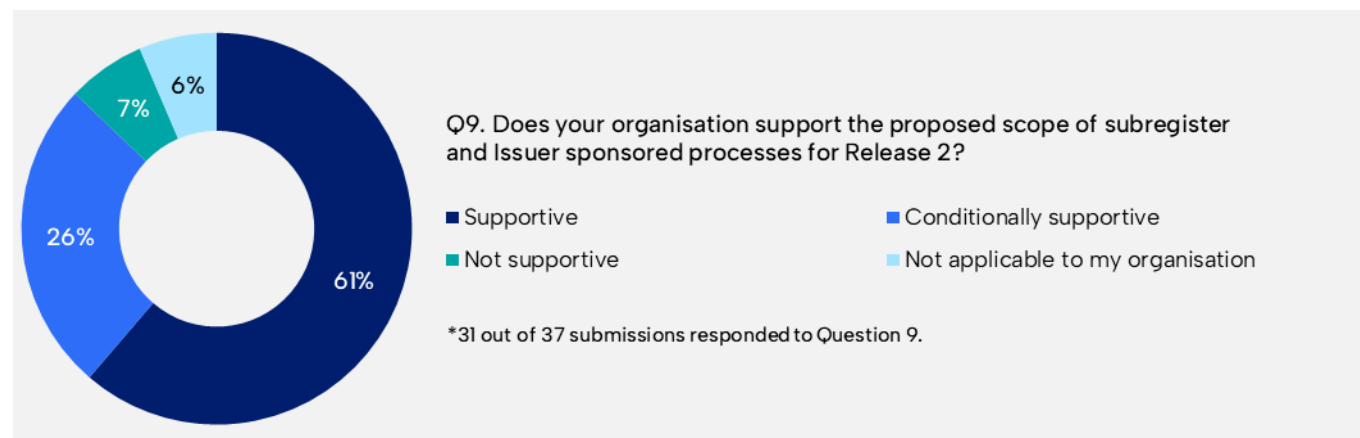 6%
7%
26%
61%
Q9. Does your organisation support the proposed scope of subregister
and Issuer sponsored processes for Release 2?
Supportive
Conditionally supportive
Not supportive
Not applicable to my organisation
*31 out of 37 submissions responded to Question 9.